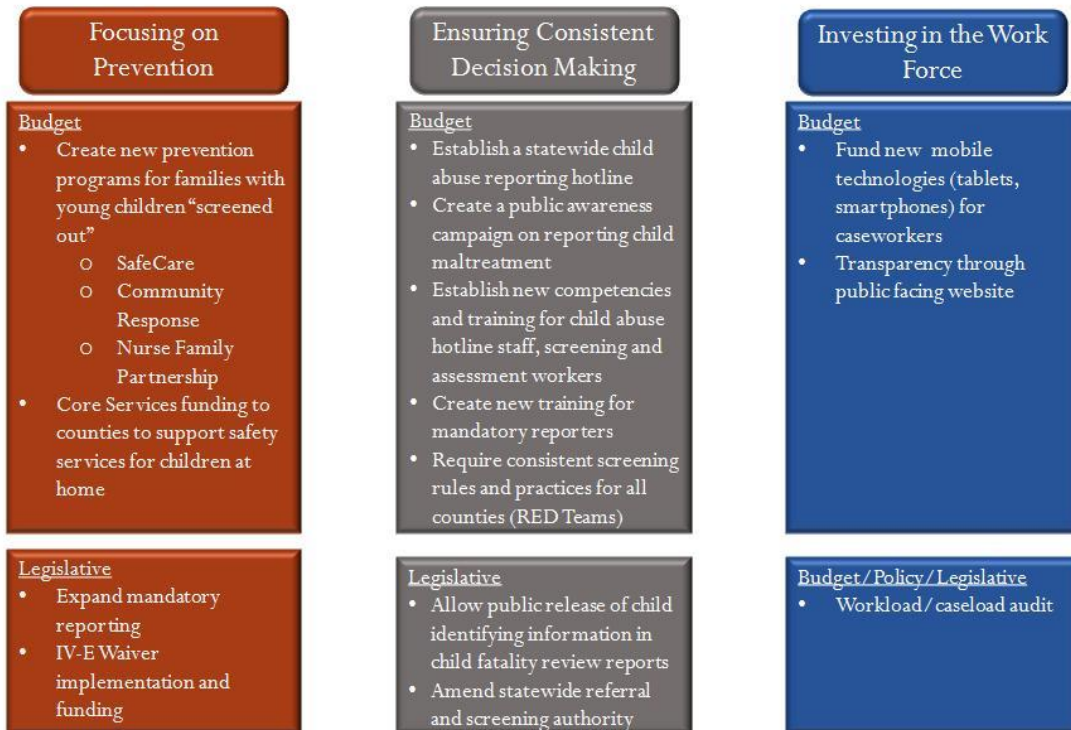 Focusing on
Prevention
Budget
• Create new prevention
programs for families with
young children “screened
out”
o SafeCare
o Community
Response
o Nurse Family
Partnership
• Core Services funding to
counties to support safety
services for children at
home
Legislative
• Expand mandatory
reporting
• IV-E Waiver
implementation and
funding
Ensuring Consistent
Decision Making
Budget
• Establish a statewide child
abuse reporting hotline
• Create a public awareness
campaign on reporting child
maltreatment
• Establish new competencies
and training for child abuse
hotline staff, screening and
assessment workers
• Create new training for
mandatory reporters
• Require consistent screening
rules and practices for all
counties (RED Teams)
Legislative
• Allow public release of child
identifying information in
child fatality review reports
• Amend statewide referral
and screening authority
Investing in the Work
Force
Budget
• Fund new mobile
technologies (tablets,
smartphones) for
caseworkers
• Transparency through
public facing website
Budget/Policy/Legislative
• Workload/caseload audit